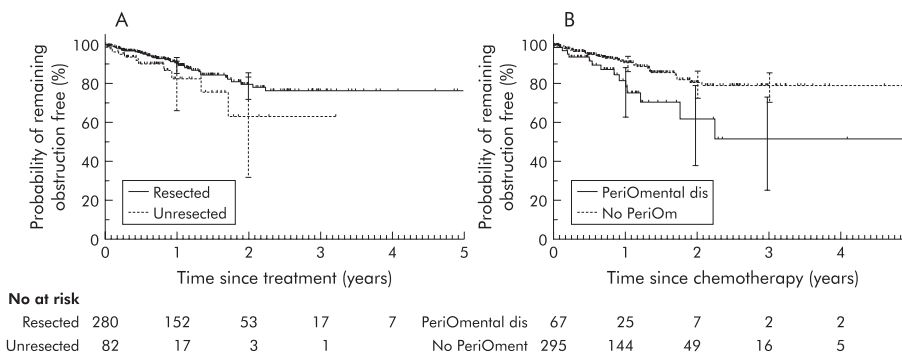 A
Probability of remaining
obstruction free (%)
100
80
60
40
20
0
Resected
Unresected
0 1 2 3 4 5
Time since treatment (years)
B
Probability of remaining
obstruction free (%)
100
80
60
40
20
0
PeriOmental dis
No PeriOm
0 1 2 3 4
Time since chemotherapy (years)
No at risk
Resected 280 152 53 17 7 PeriOmental dis 67 25 7 2 2
Unresected 82 17 3 1 No PeriOment 295 144 49 16 5